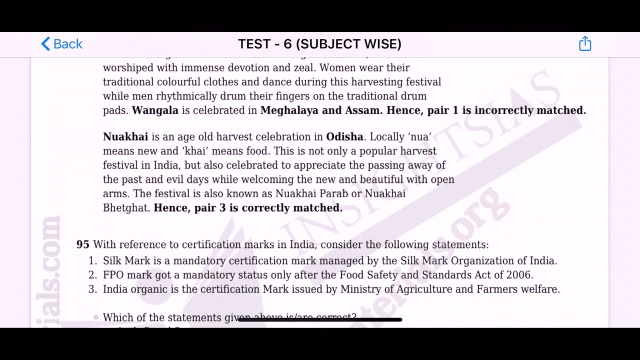 Back
TEST - 6 (SUBJECT WISE)
worshiped with immense devotion and zeal. Women wear their
traditional colourful clothes and dance during this harvesting festival
while men rhythmically drum their fingers on the traditional drum
pads. Wangala is celebrated in Meghalaya and Assam. Hence, pair 1 is incorrectly matched.
Nuakhai is an age old harvest celebration in Odisha. Locally ‘nua’
means new and ‘khai’ means food. This is not only a popular harvest
festival in India, but also celebrated to appreciate the passing away of
the past and evil days while welcoming the new and beautiful with open
arms. The festival is also known as Nuakhai Parab or Nuakhai
Bhetghat. Hence, pair 3 is correctly matched.
95 With reference to certification marks in India, consider the following statements:
1. Silk Mark is a mandatory certification mark managed by the Silk Mark Organization of India.
2. FPO mark got a mandatory status only after the Food Safety and Standards Act of 2006.
3. India organic is the certification Mark issued by Ministry of Agriculture and Farmers welfare.
Which of the statements given above is/are correct?